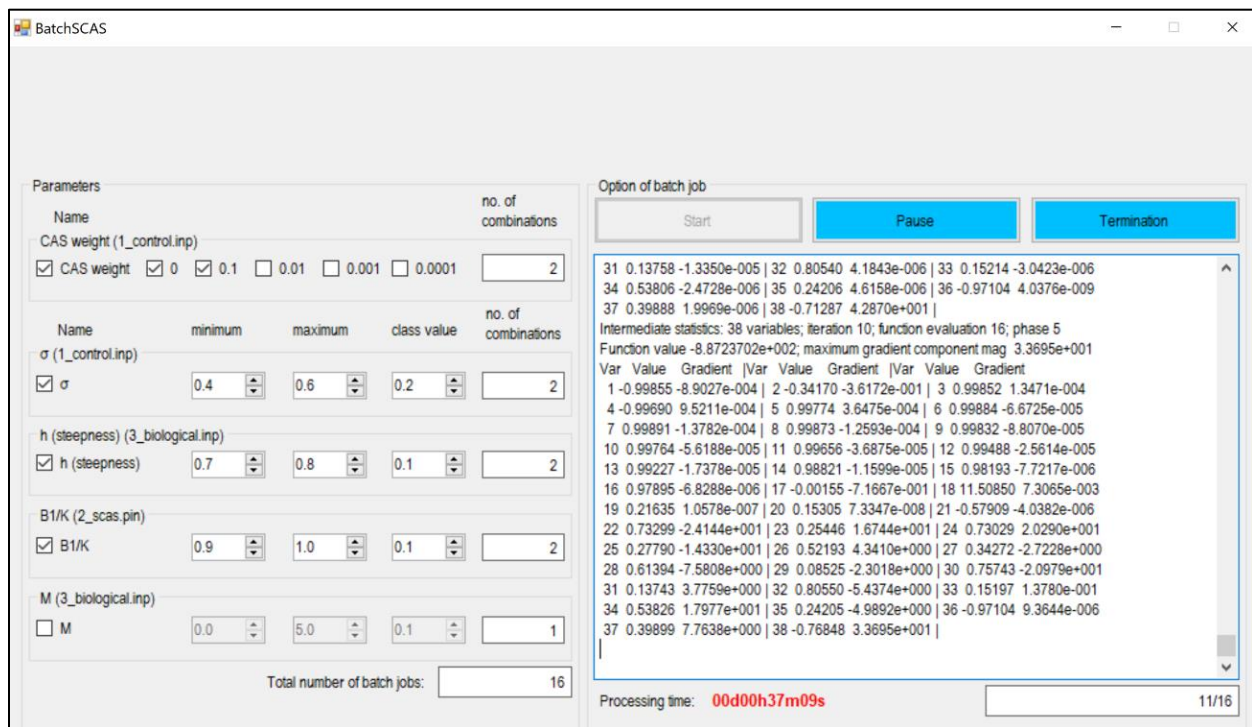 BatchSCAS
Parameters
Name
no. of
combinations
CAS weight (1_control.inp)
CAS weight 0 0.1 0.01 0.001 0.0001 2
Name minimum maximum class value no. of
combinations
σ (1_control.inp)
σ 0.4 0.6 0.2 2
h (steepness) (3_biological.inp)
h (steepness) 0.7 0.8 0.1 2
B1/K (2_scas.pin)
B1/K 0.9 1.0 0.1 2
M (3_biological.inp)
M 0.0 5.0 0.1 1
Total number of batch jobs: 16
Option of batch job
Start Pause Termination
31 0.13758 -1.3350e-005 | 32 0.80540 4.1843e-006 | 33 0.15214 -3.0423e-006
34 0.53806 -2.4728e-006 | 35 0.24206 4.6158e-006 | 36 -0.97104 4.0376e-009
37 0.39888 1.9969e-006 | 38 -0.71287 4.2870e+001 |
Intermediate statistics: 38 variables; iteration 10; function evaluation 16; phase 5
Function value -8.8723702e+002; maximum gradient component mag 3.3695e+001
Var Value Gradient |Var Value Gradient |Var Value Gradient
1 -0.99855 -8.9027e-004 | 2 -0.34170 -3.6172e-001 | 3 0.99852 1.3471e-004
4 -0.99690 9.5211e-004 | 5 0.99774 3.6475e-004 | 6 0.99884 -6.6725e-005
7 0.99891 -1.3782e-004 | 8 0.99873 -1.2593e-004 | 9 0.99832 -8.8070e-005
10 0.99764 -5.6188e-005 | 11 0.99656 -3.6875e-005 | 12 0.99488 -2.5614e-005
13 0.99227 -1.7378e-005 | 14 0.98821 -1.1599e-005 | 15 0.98193 -7.7217e-006
16 0.97895 -6.8288e-006 | 17 -0.00155 -7.1667e-001 | 18 11.50850 7.3065e-003
19 0.21635 1.0578e-007 | 20 0.15305 7.3347e-008 | 21 -0.57909 -4.0382e-006
22 0.73299 -2.4144e+001 | 23 0.25446 1.6744e+001 | 24 0.73029 2.0290e+001
25 0.27790 -1.4330e+001 | 26 0.52193 4.3410e+000 | 27 0.34272 -2.7228e+000
28 0.61394 -7.5808e+000 | 29 0.08525 -2.3018e+000 | 30 0.75743 -2.0979e+001
31 0.13743 3.7759e+000 | 32 0.80550 -5.4374e+000 | 33 0.15197 1.3780e-001
34 0.53826 1.7977e+001 | 35 0.24205 -4.9892e+000 | 36 -0.97104 9.3644e-006
37 0.39899 7.7638e+000 | 38 -0.76848 3.3695e+001 |
Processing time: 00d00h37m09s 11/16